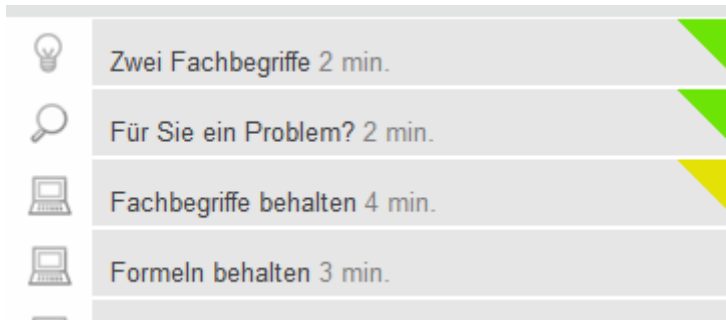 Zwei Fachbegriffe 2 min.
Für Sie ein Problem? 2 min.
Fachbegriffe behalten 4 min.
Formeln behalten 3 min.